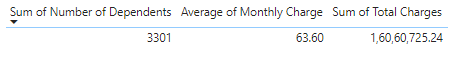 Sum of Number of Dependents Average of Monthly Charge Sum of Total Charges
3301 63.60 1,60,60,725.24